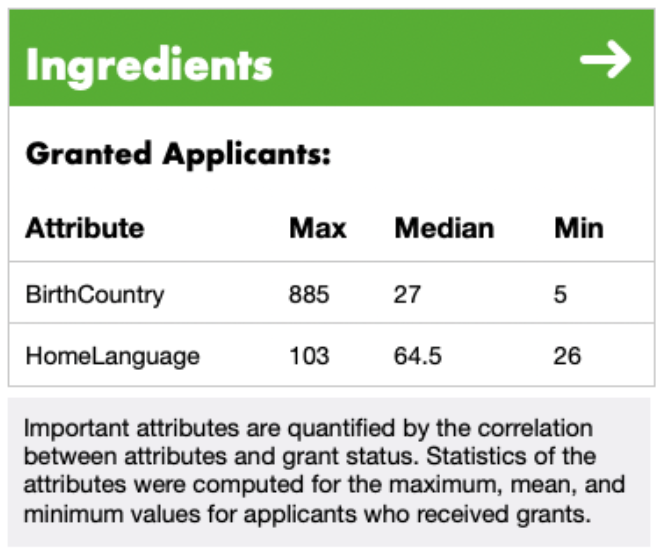 Ingredients
Granted Applicants:
Attribute Max Median Min
BirthCountry 885 27 5
HomeLanguage 103 64.5 26
Important attributes are quantified by the correlation
between attributes and grant status. Statistics of the
attributes were computed for the maximum, mean, and
minimum values for applicants who received grants.